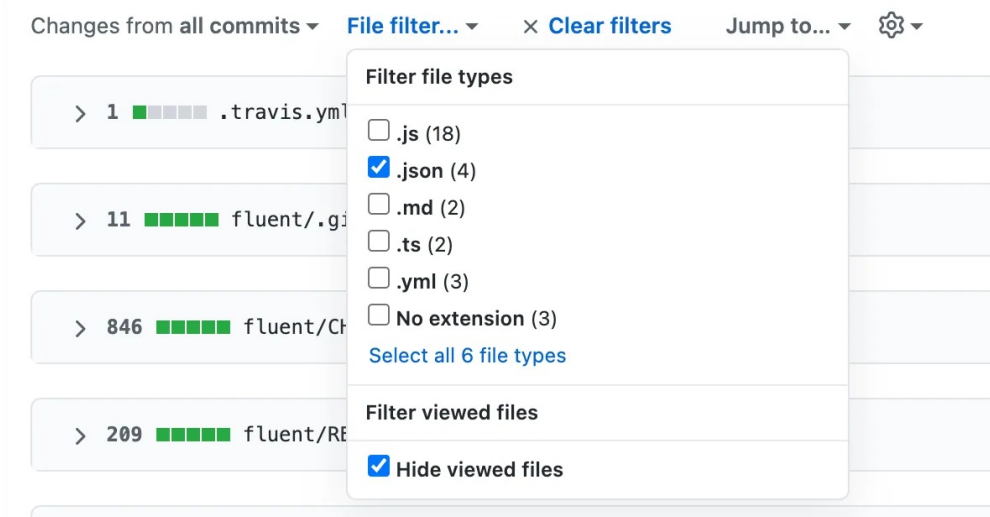 Changes from all commits File filter... × Clear filters Jump to...
Filter file types
1 .travis.yml
.js (18)
.json (4)
.md (2)
11 fluent/.gi
.ts (2)
.yml (3)
No extension (3)
846 fluent/CH
Select all 6 file types
Filter viewed files
209 fluent/RE
Hide viewed files